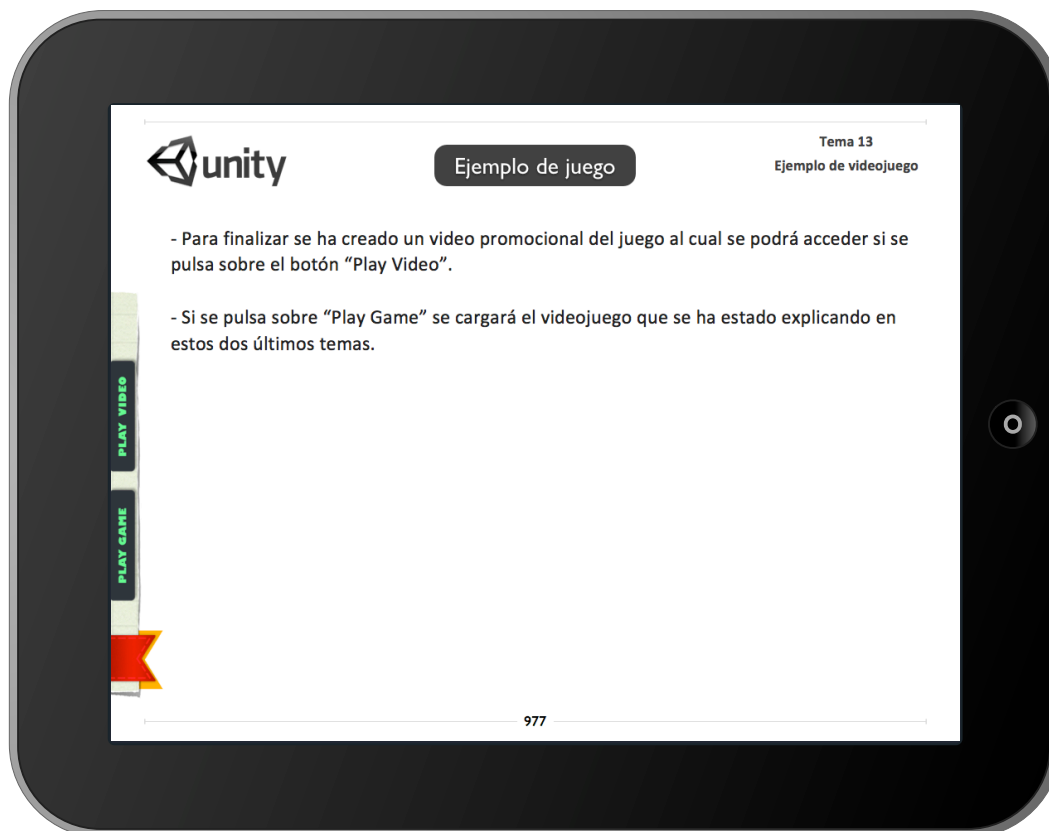 unity
Ejemplo de juego
Tema 13
Ejemplo de videojuego
- Para finalizar se ha creado un video promocional del juego al cual se podrá acceder si se
pulsa sobre el botón “Play Video”.
- Si se pulsa sobre “Play Game” se cargará el videojuego que se ha estado explicando en
estos dos últimos temas.
PLAY VIDEO
PLAY GAME
977